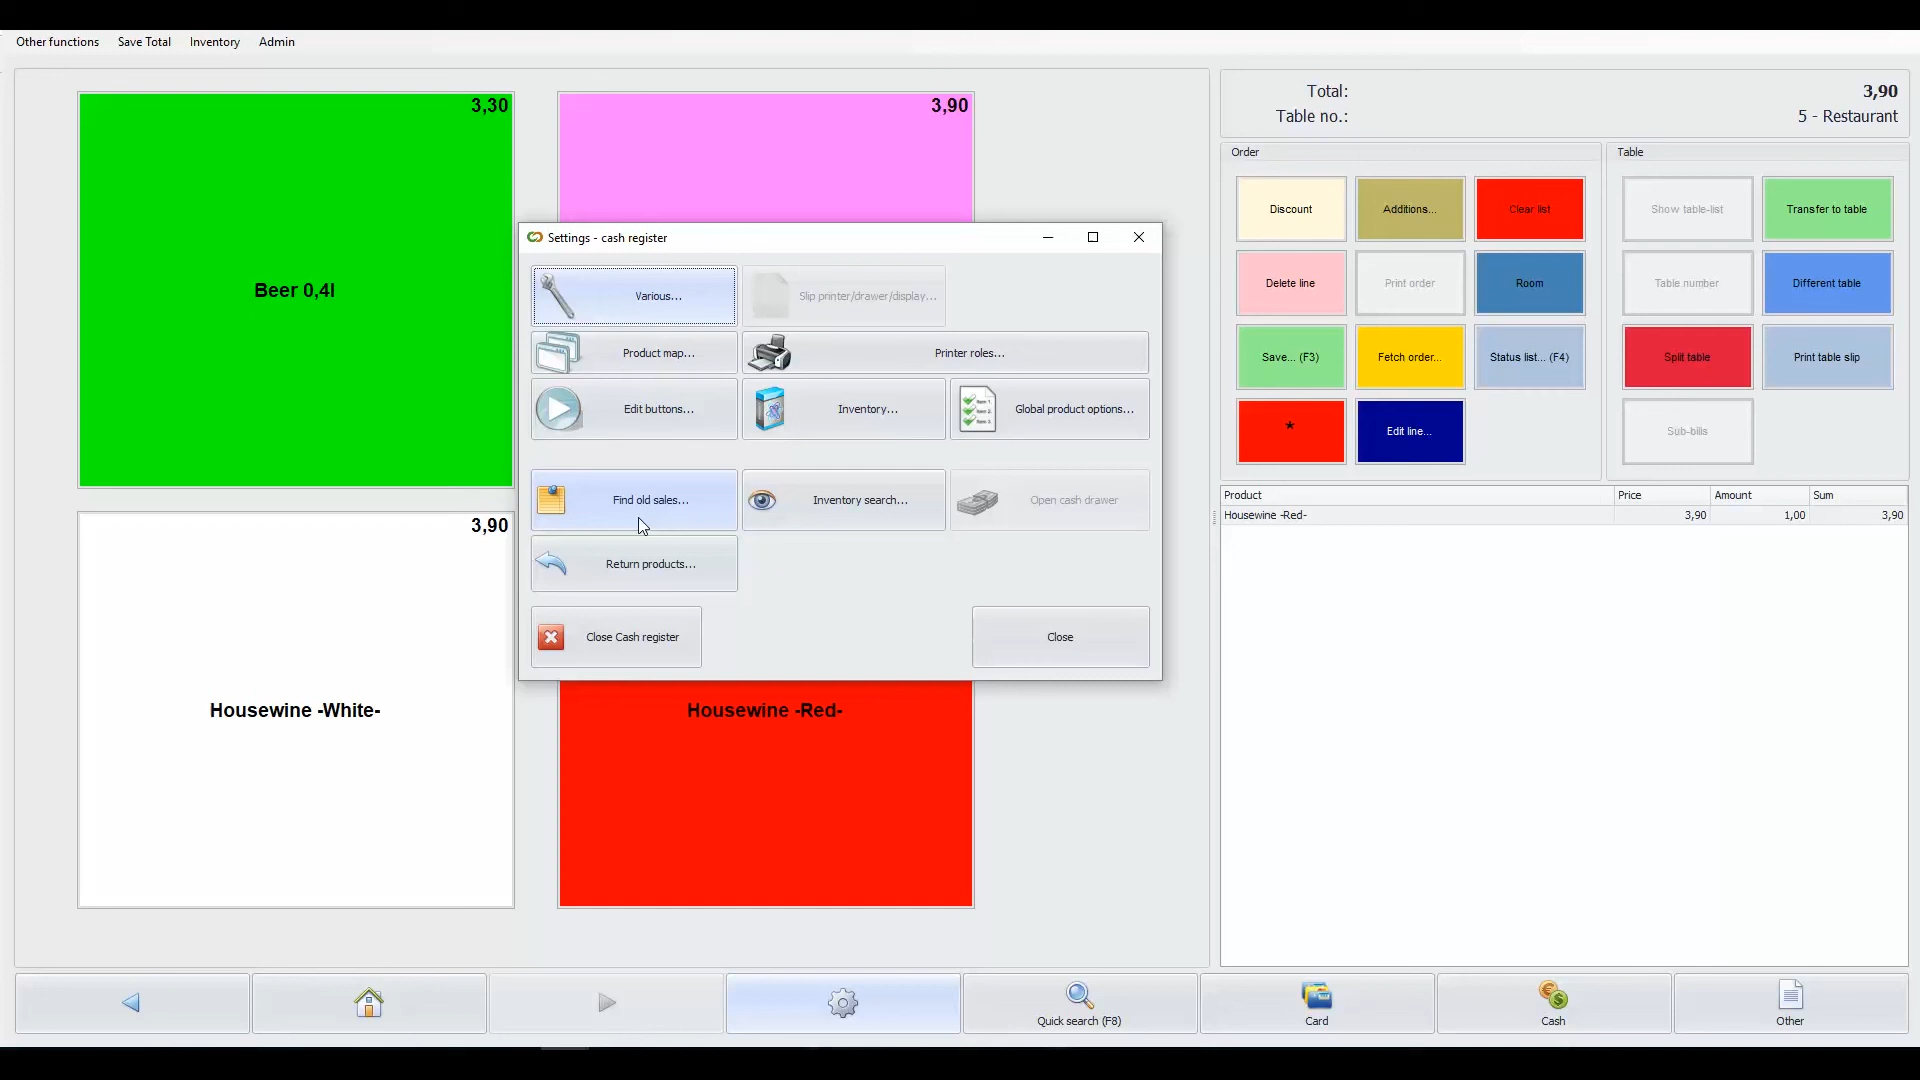 Other functions Save Total Inventory Admin
3,30
Beer 0,4l
3,90
3,90
Housewine -White-
Housewine -Red-
Settings - cash register
Various...
Slip printer/drawer/display...
Product map...
Printer roles...
Edit buttons...
Inventory...
Global product options...
Find old sales...
Inventory search...
Open cash drawer
Return products...
Close Cash register
Close
Total: 3,90
Table no.: 5 - Restaurant
Order
Discount
Additions...
Clear list
Delete line
Print order
Room
Save... (F3)
Fetch order...
Status list... (F4)
*
Edit line...
Table
Show table-list
Transfer to table
Table number
Different table
Split table
Print table slip
Sub-bills
Product Price Amount Sum
Housewine -Red- 3,90 1,00 3,90
Quick search (F8)
Card
Cash
Other